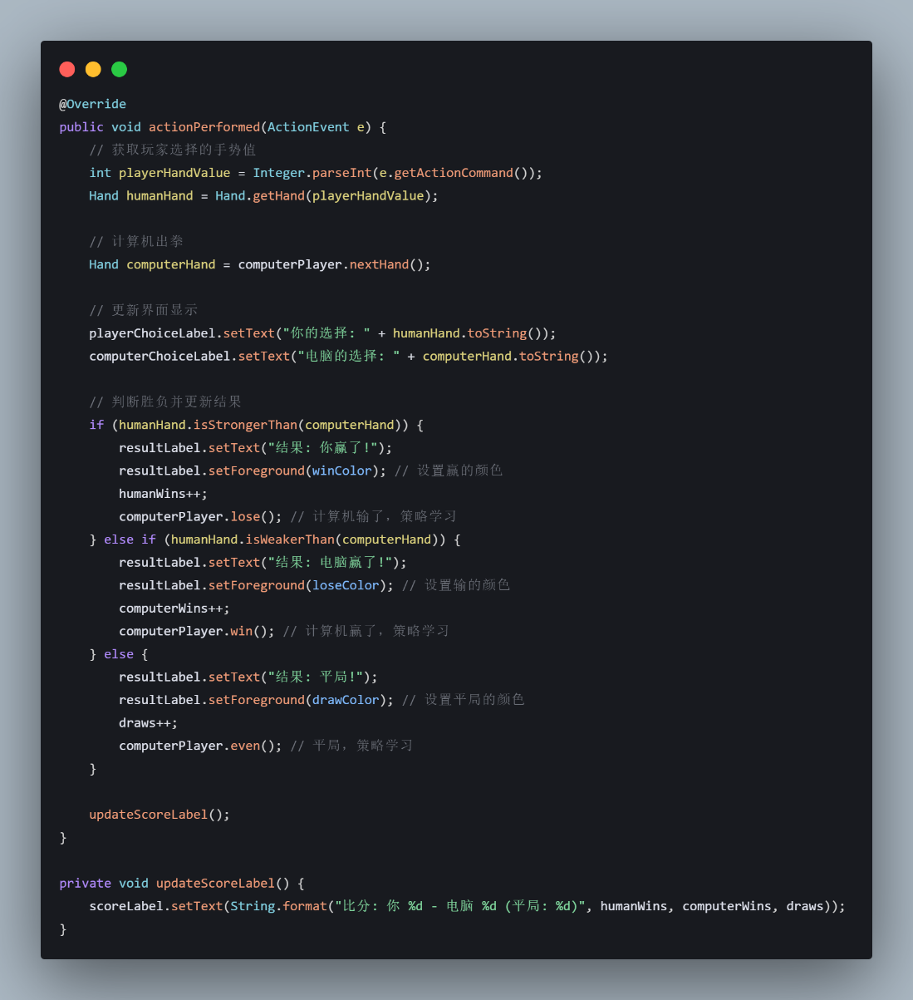 @Override
public void actionPerformed(ActionEvent e) {
    // 获取玩家选择的手势值
    int playerHandValue = Integer.parseInt(e.getActionCommand());
    Hand humanHand = Hand.getHand(playerHandValue);

    // 计算机出拳
    Hand computerHand = computerPlayer.nextHand();

    // 更新界面显示
    playerChoiceLabel.setText("你的选择: " + humanHand.toString());
    computerChoiceLabel.setText("电脑的选择: " + computerHand.toString());

    // 判断胜负并更新结果
    if (humanHand.isStrongerThan(computerHand)) {
        resultLabel.setText("结果: 你赢了!");
        resultLabel.setForeground(winColor); // 设置赢的颜色
        humanWins++;
        computerPlayer.lose(); // 计算机输了，策略学习
    } else if (humanHand.isWeakerThan(computerHand)) {
        resultLabel.setText("结果: 电脑赢了!");
        resultLabel.setForeground(loseColor); // 设置输的颜色
        computerWins++;
        computerPlayer.win(); // 计算机赢了，策略学习
    } else {
        resultLabel.setText("结果: 平局!");
        resultLabel.setForeground(drawColor); // 设置平局的颜色
        draws++;
        computerPlayer.even(); // 平局，策略学习
    }

    updateScoreLabel();
}

private void updateScoreLabel() {
    scoreLabel.setText(String.format("比分: 你 %d - 电脑 %d (平局: %d)", humanWins, computerWins, draws));
}